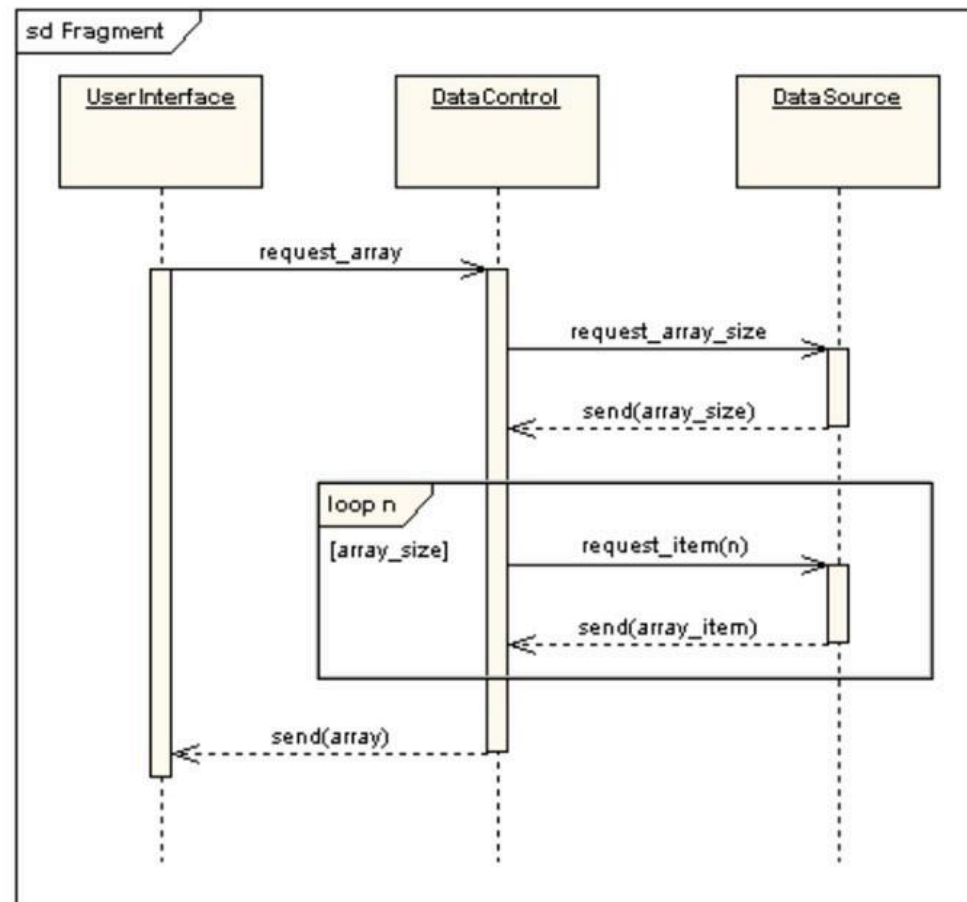 sd Fragment
UserInterface
DataControl
DataSource
request_array
request_array_size
send(array_size)
loop n
[array_size]
request_item(n)
send(array_item)
send(array)